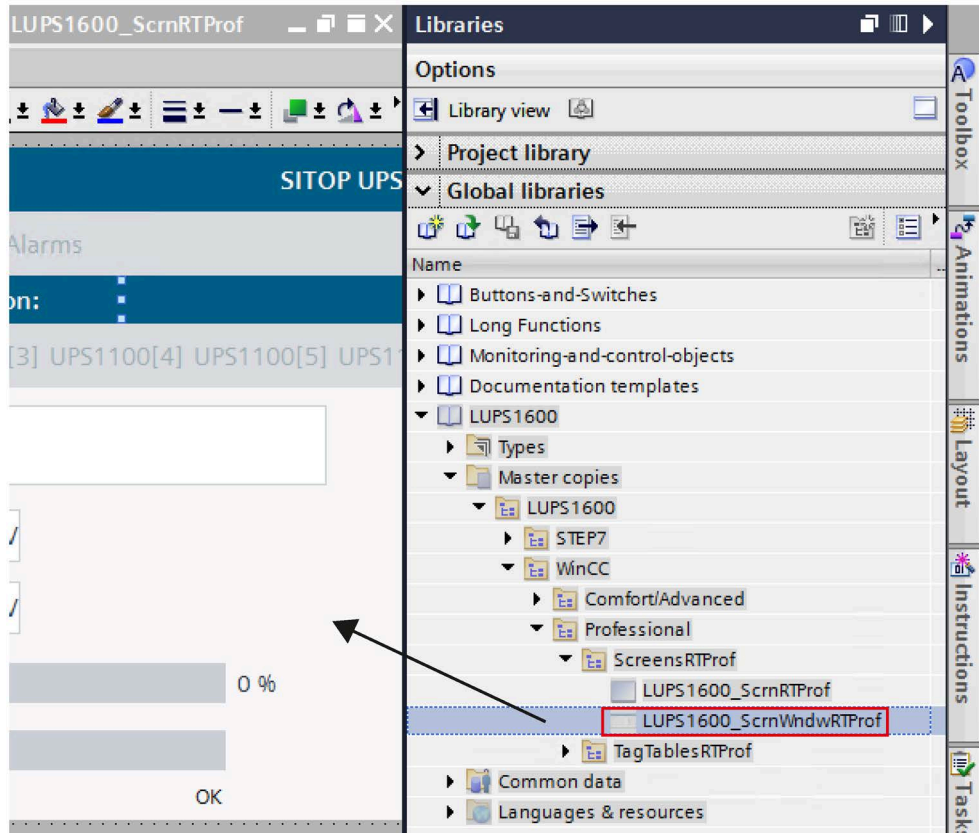 LUPS1600_ScrnRTProf
SITOP UPS
Alarms
on:
[3] UPS1100[4] UPS1100[5] UPS11
V
V
0 %
OK
Libraries
Options
Library view
Project library
Global libraries
Name
..
Buttons-and-Switches
Long Functions
Monitoring-and-control-objects
Documentation templates
LUPS1600
Types
Master copies
LUPS1600
STEP7
WinCC
Comfort/Advanced
Professional
ScreensRTProf
LUPS1600_ScrnRTProf
LUPS1600_ScrnWndwRTProf
TagTablesRTProf
Common data
Languages & resources
Toolbox
Animations
Layout
Instructions
Tasks